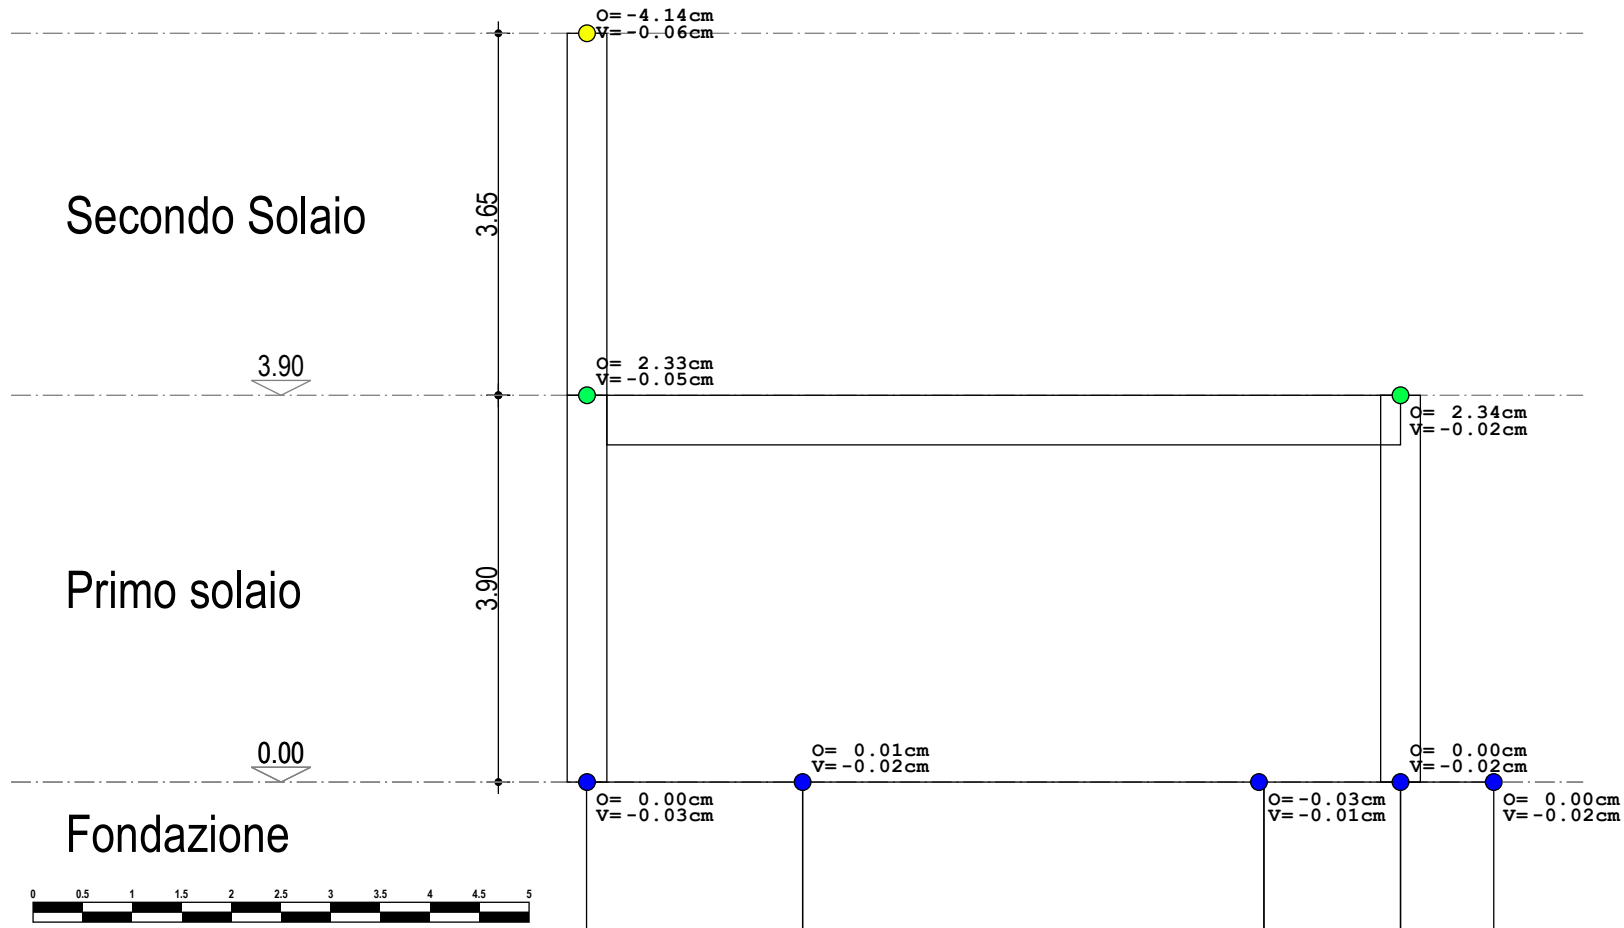 O=-4.14cm
V=-0.06cm
Secondo Solaio
3.65
3.90
O= 2.33cm
V=-0.05cm
O= 2.34cm
V=-0.02cm
Primo solaio
3.90
0.00
O= 0.01cm
V=-0.02cm
O= 0.00cm
V=-0.02cm
O= 0.00cm
V=-0.03cm
O=-0.03cm
V=-0.01cm
O= 0.00cm
V=-0.02cm
Fondazione
0 0.5 1 1.5 2 2.5 3 3.5 4 4.5 5